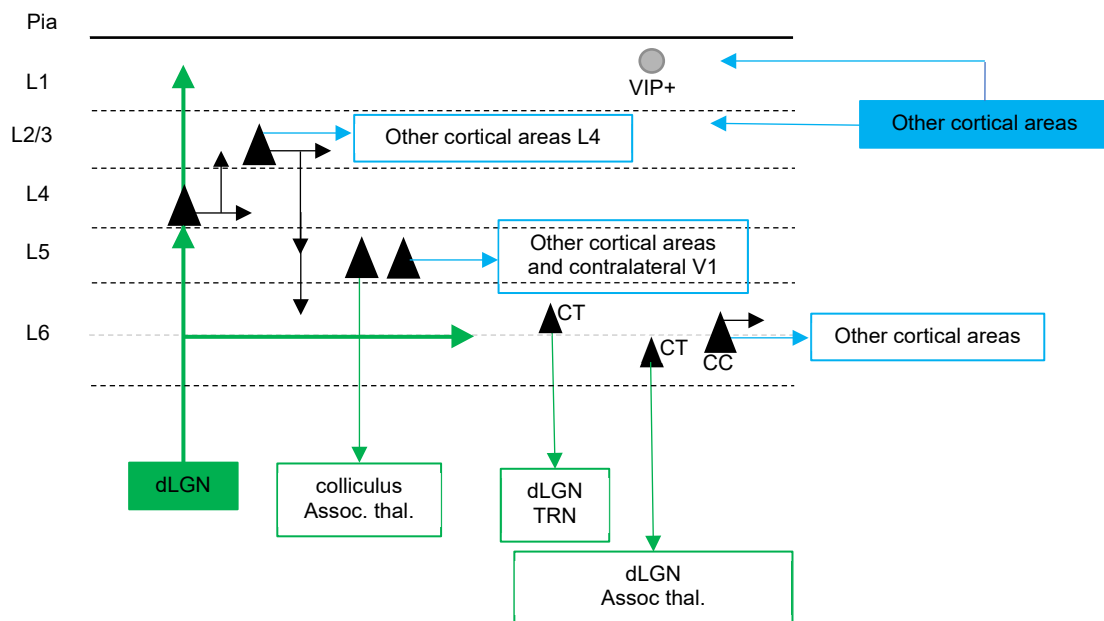 Pia
L1
VIP+
L2/3
Other cortical areas L4
Other cortical areas
L4
L5
Other cortical areas
and contralateral V1
CT
L6
CT
CC
Other cortical areas
dLGN
colliculus
Assoc. thal.
dLGN
TRN
dLGN
Assoc thal.